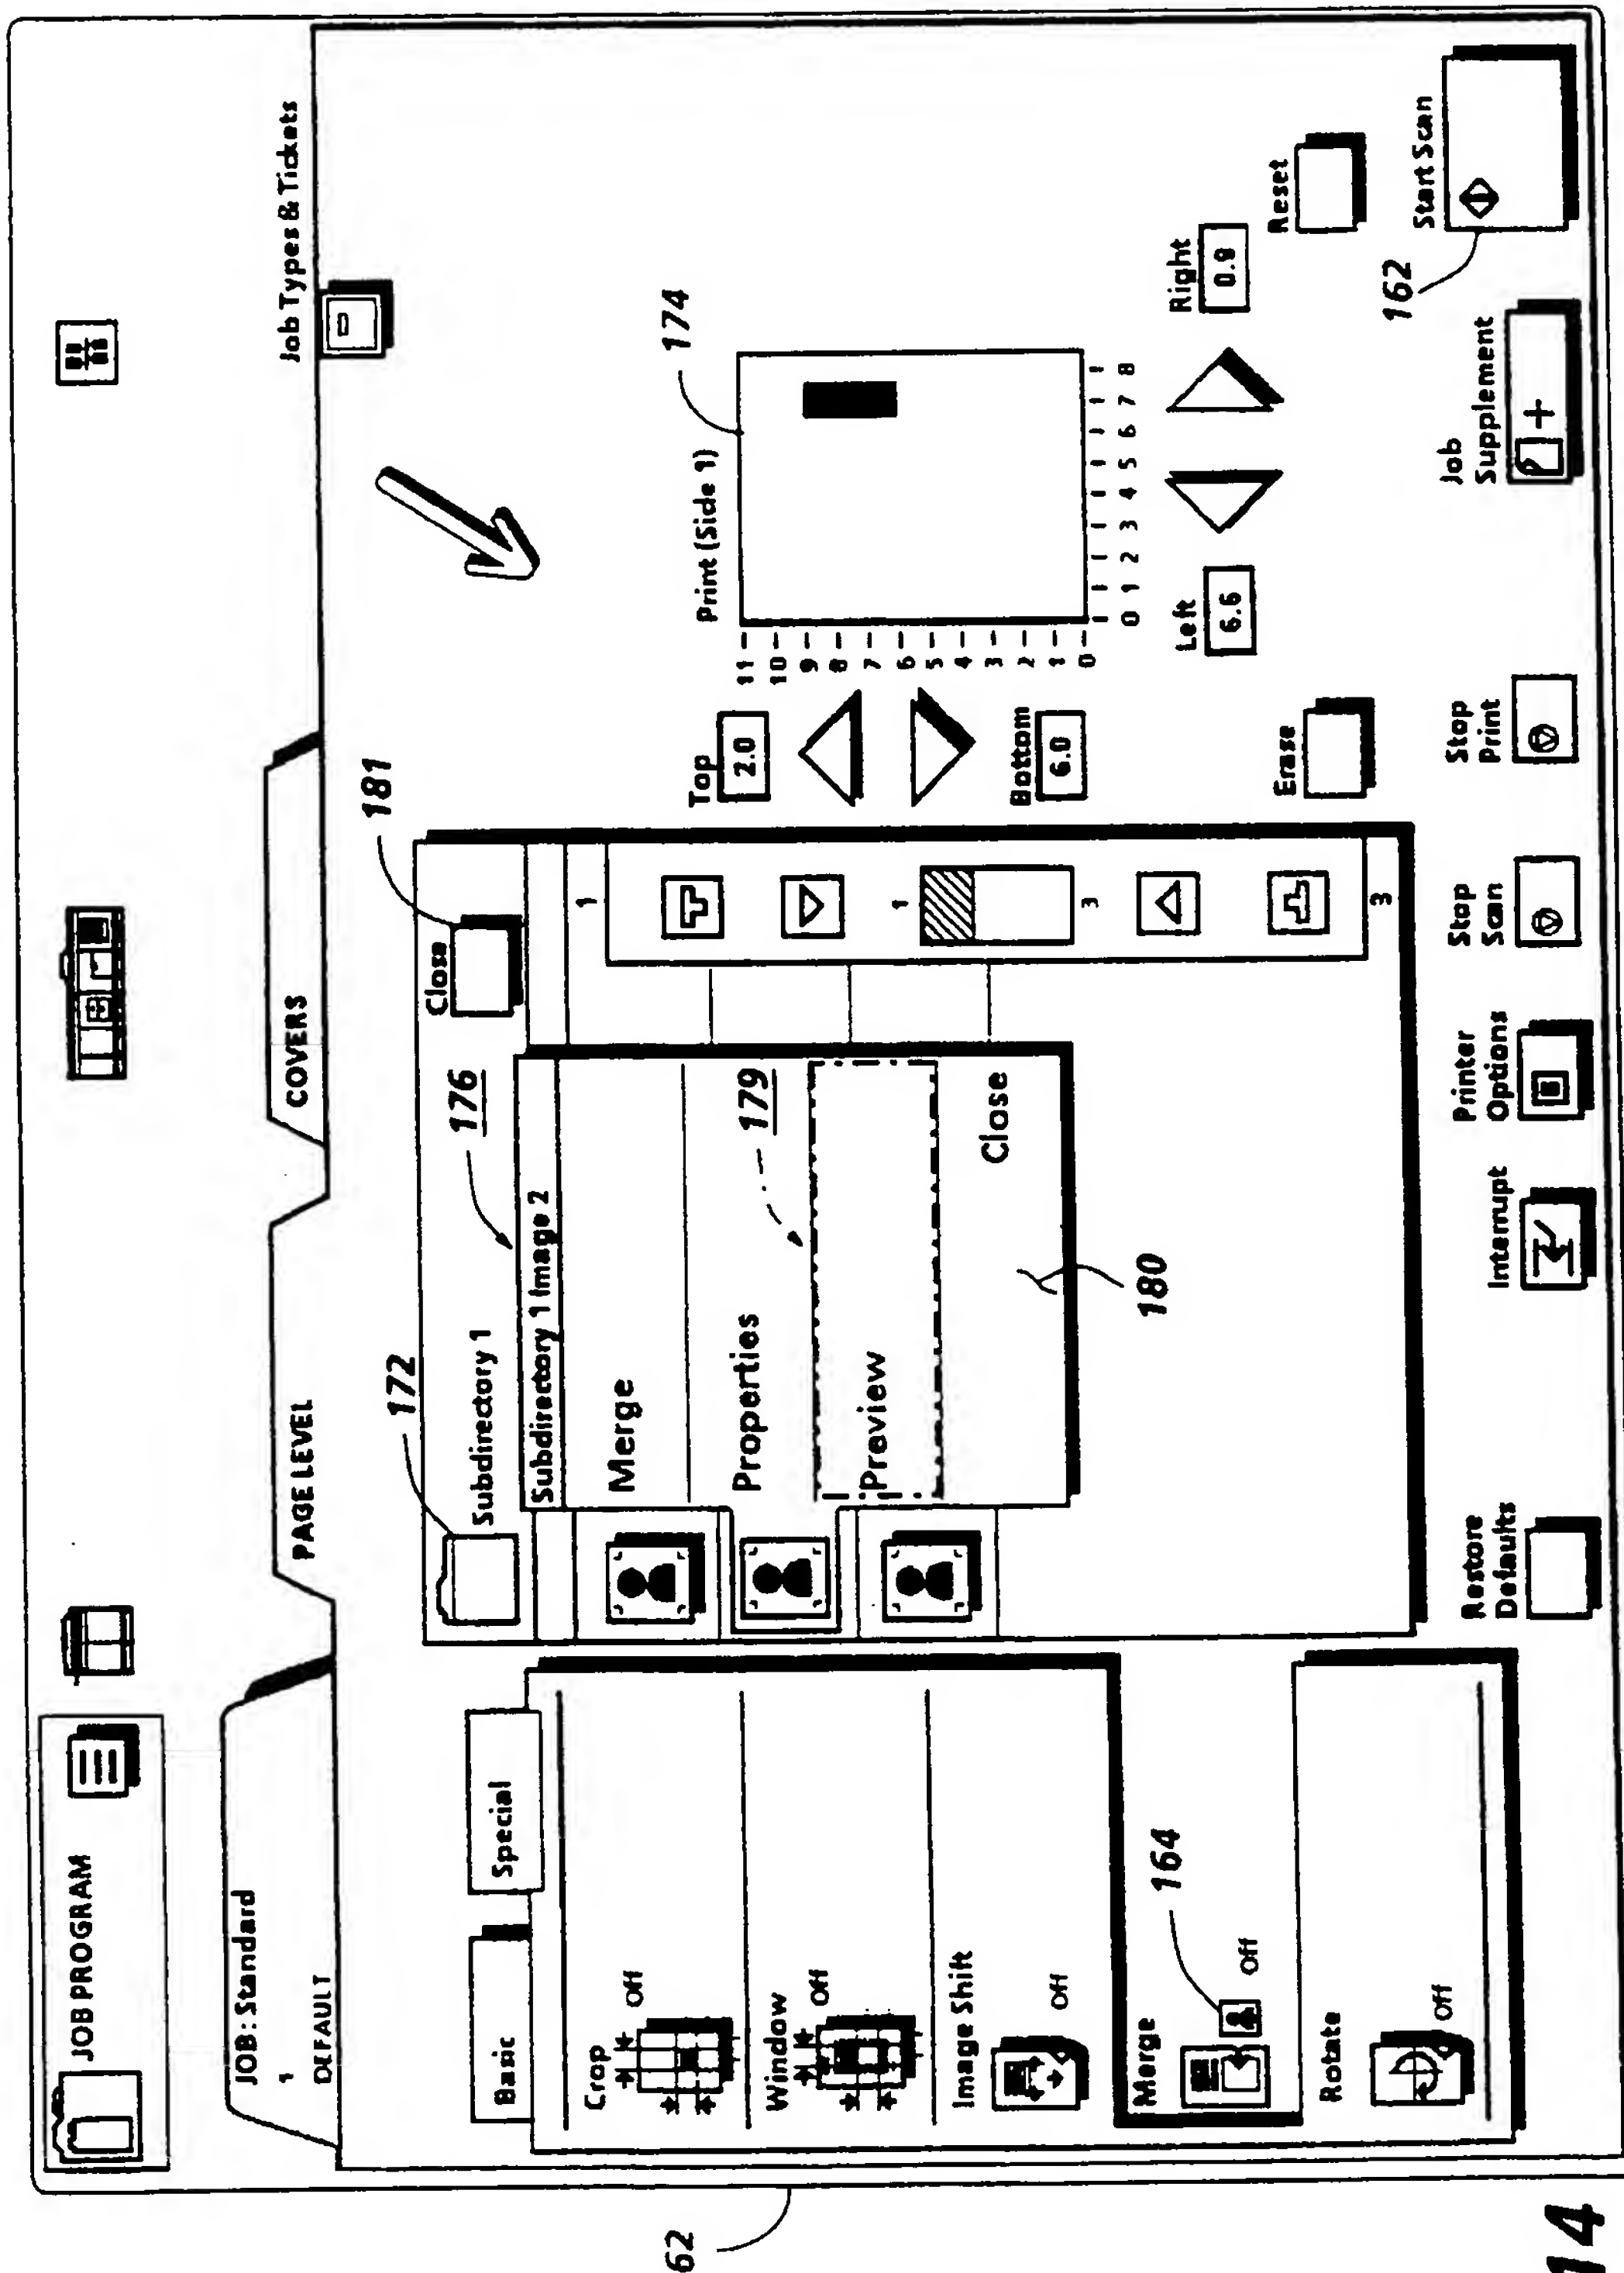 JOB PROGRAM
JOB: Standard
1
DEFAULT
PAGE LEVEL
COVERS
Job Types & Tickets
Basic
Special
Crop
Off
Window
Off
Image Shift
Off
Merge
Off
164
Rotate
Off
172
Subdirectory 1
176
Close
181
Subdirectory 1 Image 2
Merge
Properties
179
Preview
Close
180
1
1
3
3
Print (Side 1)
174
Top
2.0
Bottom
6.0
11
10
9
8
7
6
5
4
3
2
1
0
0 1 2 3 4 5 6 7 8
Left
6.6
Right
0.9
Erase
Reset
Restore
Defaults
Interrupt
Printer
Options
Stop
Scan
Stop
Print
Job
Supplement
Start Scan
162
62
14